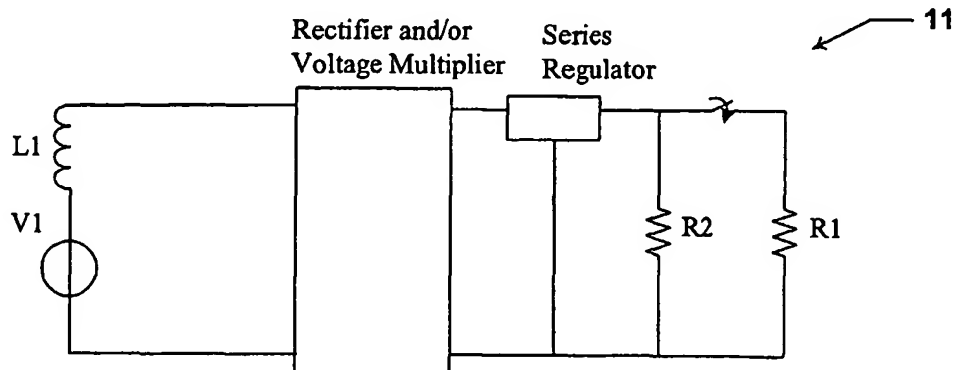 Rectifier and/or
Voltage Multiplier
Series
Regulator
11
L1
V1
R2
R1